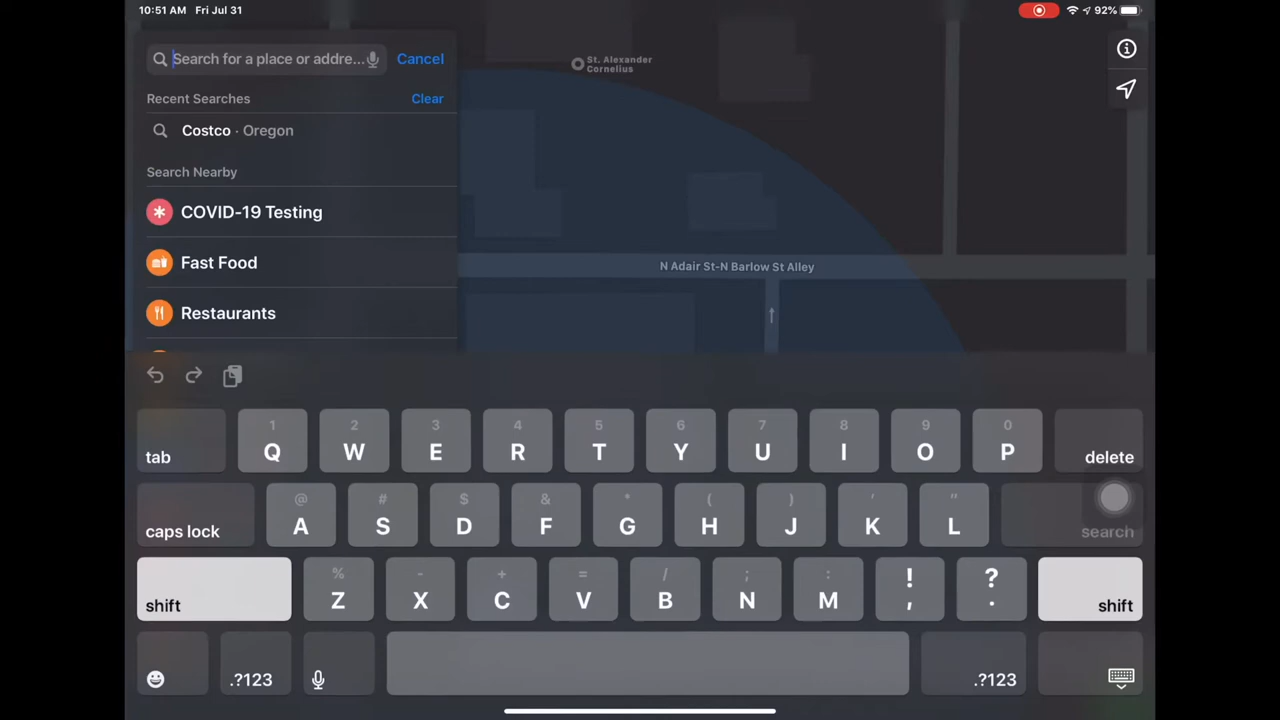 10:51 AM Fri Jul 31
92%
Search for a place or addre...
Cancel
Recent Searches
Clear
Costco · Oregon
Search Nearby
COVID-19 Testing
Fast Food
Restaurants
St. Alexander
Cornelius
N Adair St-N Barlow St Alley
1 2 3 4 5 6 7 8 9 0
tab Q W E R T Y U I O P delete
@ # $ & * ( ) ' "
caps lock A S D F G H J K L search
% - + = / ; : ! ?
shift Z X C V B N M , . shift
.?123 .?123